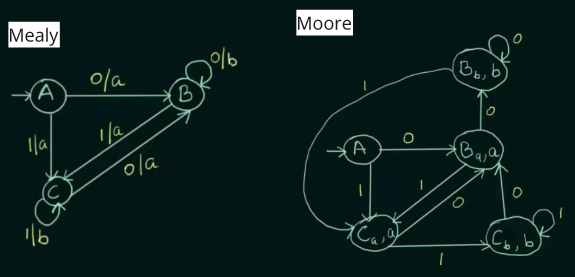 Mealy
A
0/a
B
0/b
1/a
1/a
0/a
C
1/b
Moore
0
B_b, b
1
0
A
0
B_a, a
1
1
0
0
C_a, a
C_b, b
1
1